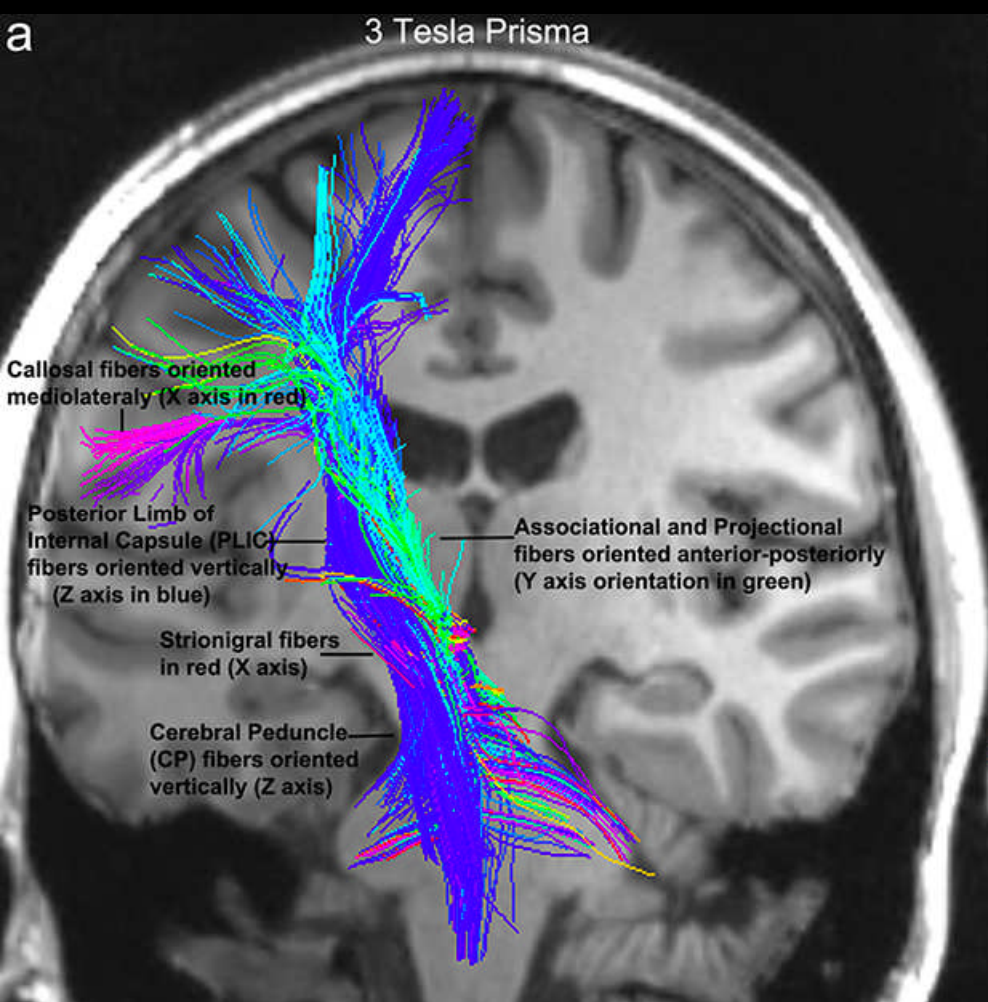 a
3 Tesla Prisma
Callosal fibers oriented
mediolateraly (X axis in red)
Posterior Limb of
Internal Capsule (PLIC)
fibers oriented vertically
(Z axis in blue)
Associational and Projectional
fibers oriented anterior-posteriorly
(Y axis orientation in green)
Strionigral fibers
in red (X axis)
Cerebral Peduncle
(CP) fibers oriented
vertically (Z axis)